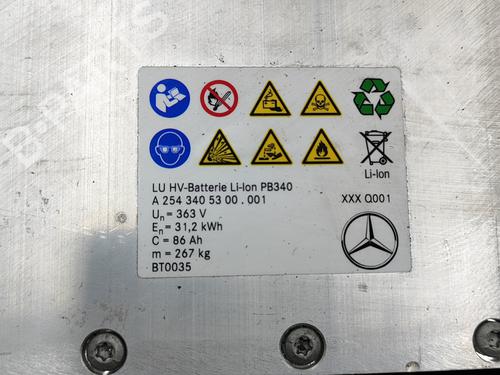 Li-Ion
LU HV-Batterie Li-Ion PB340
A 254 340 53 00 .001
XXX Q001
Un = 363 V
En = 31,2 kWh
C = 86 Ah
m = 267 kg
BT0035